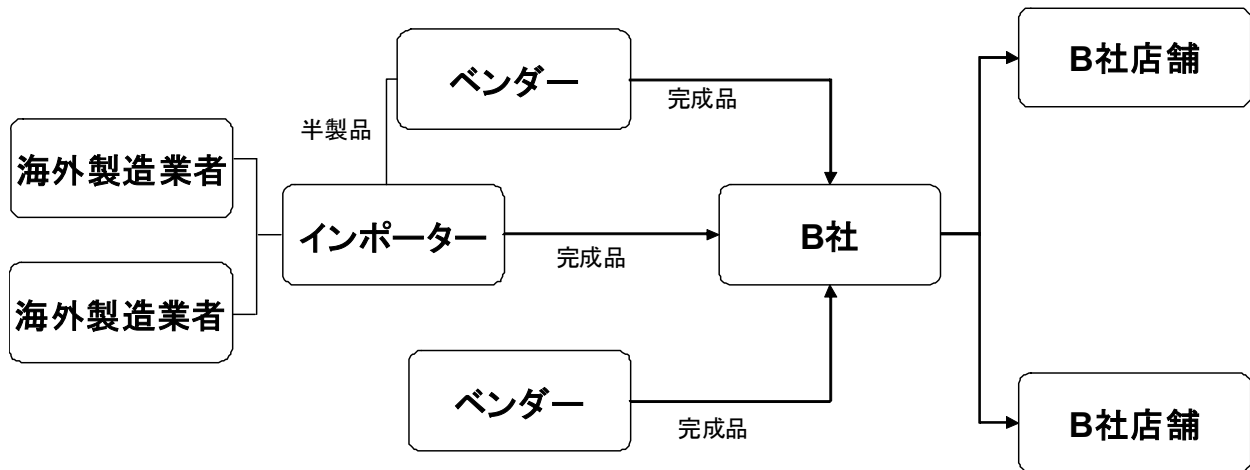 B社店舗
ベンダー
完成品
半製品
海外製造業者
インポーター
完成品
B社
海外製造業者
ベンダー
完成品
B社店舗